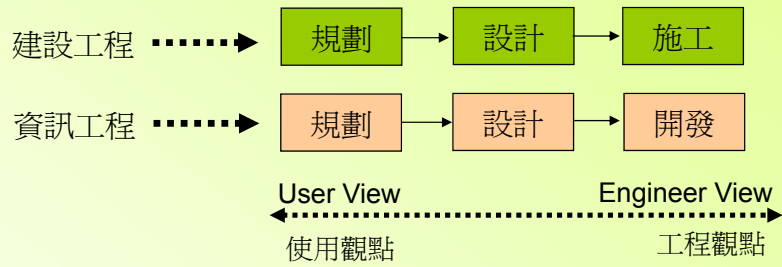 建設工程 規劃 設計 施工
資訊工程 規劃 設計 開發
User View Engineer View
使用觀點 工程觀點